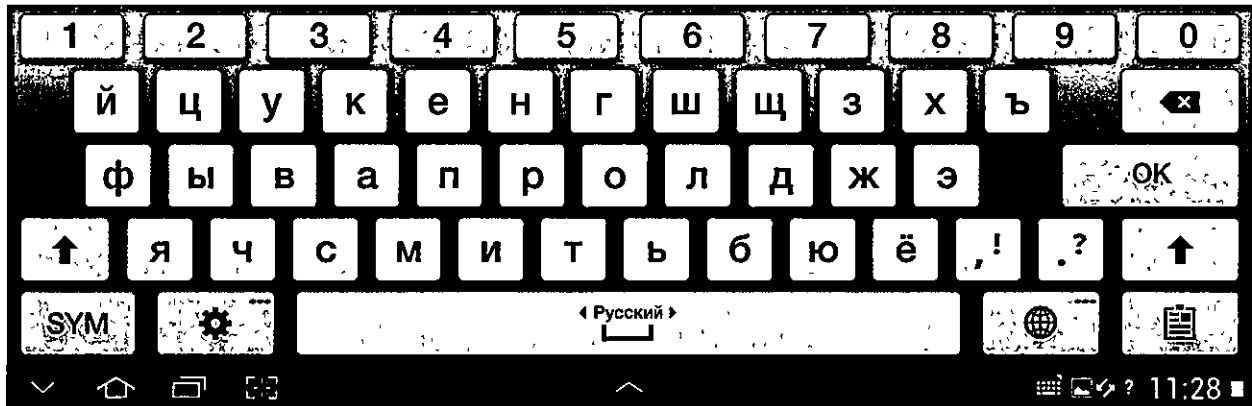 1 2 3 4 5 6 7 8 9 0
й ц у к е н г ш щ з х ъ
ф ы в а п р о л д ж э OK
я ч с м и т ь б ю ё ,! .?
SYM Русский
? 11:28